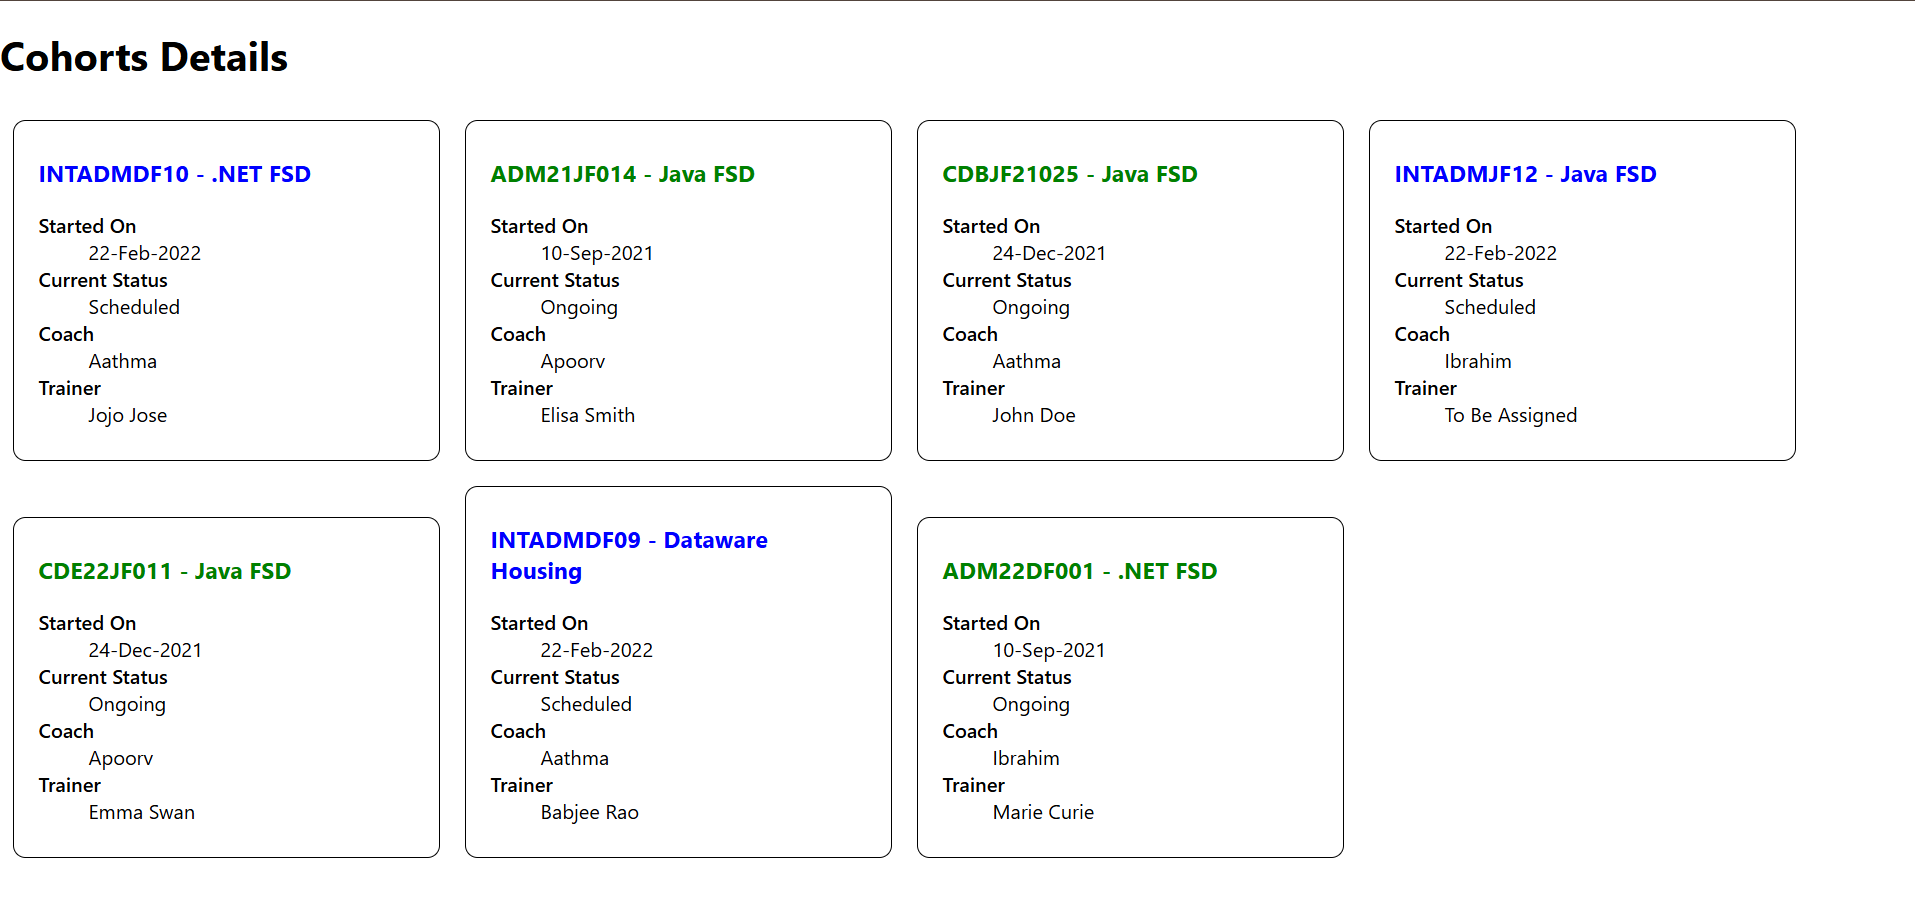 Cohorts Details
INTADMDF10 - .NET FSD
Started On
22-Feb-2022
Current Status
Scheduled
Coach
Aathma
Trainer
Jojo Jose
ADM21JF014 - Java FSD
Started On
10-Sep-2021
Current Status
Ongoing
Coach
Apoorv
Trainer
Elisa Smith
CDBJF21025 - Java FSD
Started On
24-Dec-2021
Current Status
Ongoing
Coach
Aathma
Trainer
John Doe
INTADMJF12 - Java FSD
Started On
22-Feb-2022
Current Status
Scheduled
Coach
Ibrahim
Trainer
To Be Assigned
CDE22JF011 - Java FSD
Started On
24-Dec-2021
Current Status
Ongoing
Coach
Apoorv
Trainer
Emma Swan
INTADMDF09 - Dataware
Housing
Started On
22-Feb-2022
Current Status
Scheduled
Coach
Aathma
Trainer
Babjee Rao
ADM22DF001 - .NET FSD
Started On
10-Sep-2021
Current Status
Ongoing
Coach
Ibrahim
Trainer
Marie Curie